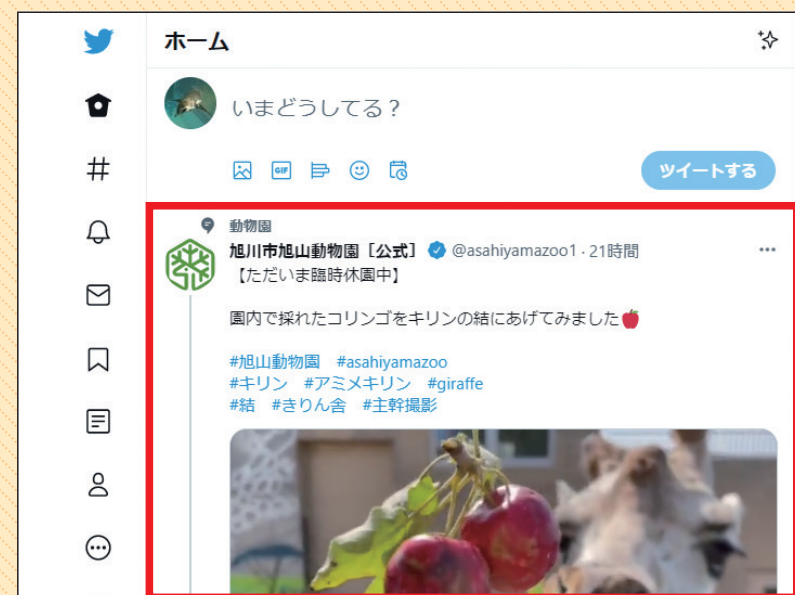 ホーム
いまどうしてる？
GIF
ツイートする
動物園
旭川市旭山動物園［公式］ @asahiyamazoo1 · 21時間
【ただいま臨時休園中】
園内で採れたコリンゴをキリンの結にあげてみました🍎
#旭山動物園 #asahiyamazoo
#キリン #アミメキリン #giraffe
#結 #きりん舎 #主幹撮影